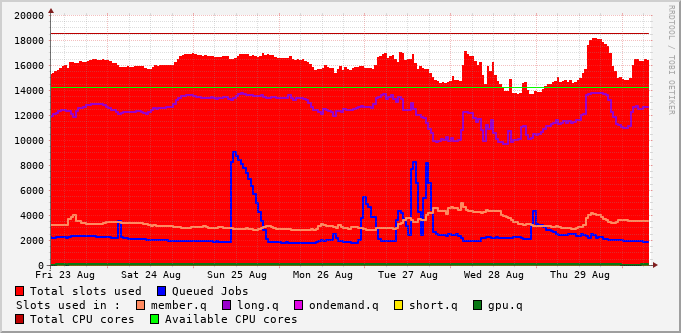 20000
18000
16000
14000
12000
10000
8000
6000
4000
2000
0
Fri 23 Aug Sat 24 Aug Sun 25 Aug Mon 26 Aug Tue 27 Aug Wed 28 Aug Thu 29 Aug
Total slots used Queued Jobs
Slots used in : member.q long.q ondemand.q short.q gpu.q
Total CPU cores Available CPU cores
RRDTOOL / TOBI OETIKER